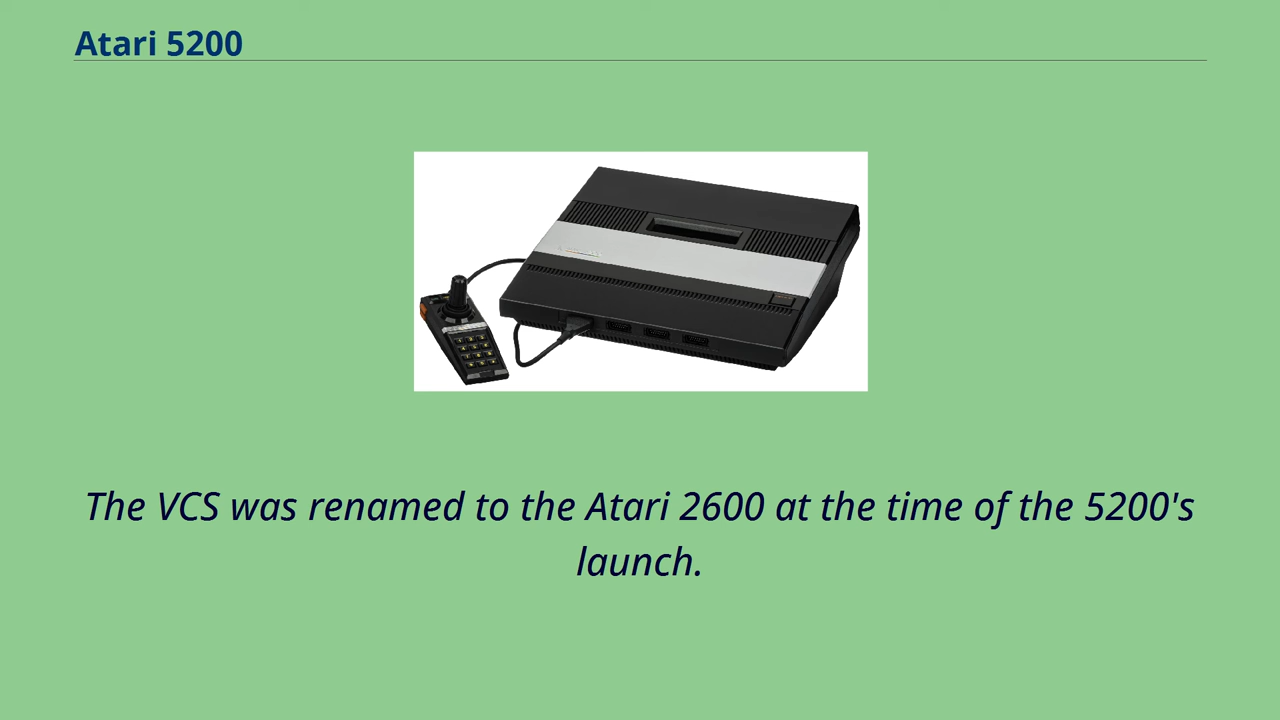 Atari 5200
The VCS was renamed to the Atari 2600 at the time of the 5200's
launch.